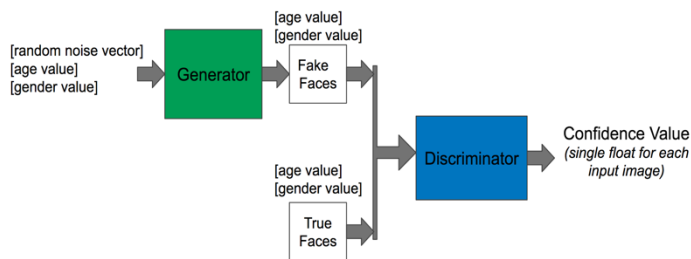 [random noise vector]
[age value]
[gender value]
Generator
[age value]
[gender value]
Fake
Faces
[age value]
[gender value]
True
Faces
Discriminator
Confidence Value
(single float for each
input image)